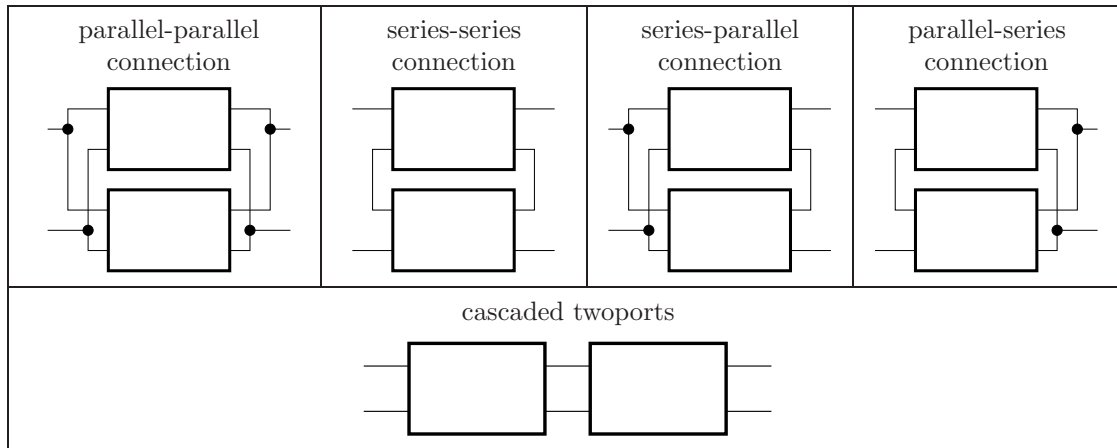 parallel-parallel
connection
series-series
connection
series-parallel
connection
parallel-series
connection
cascaded twoports